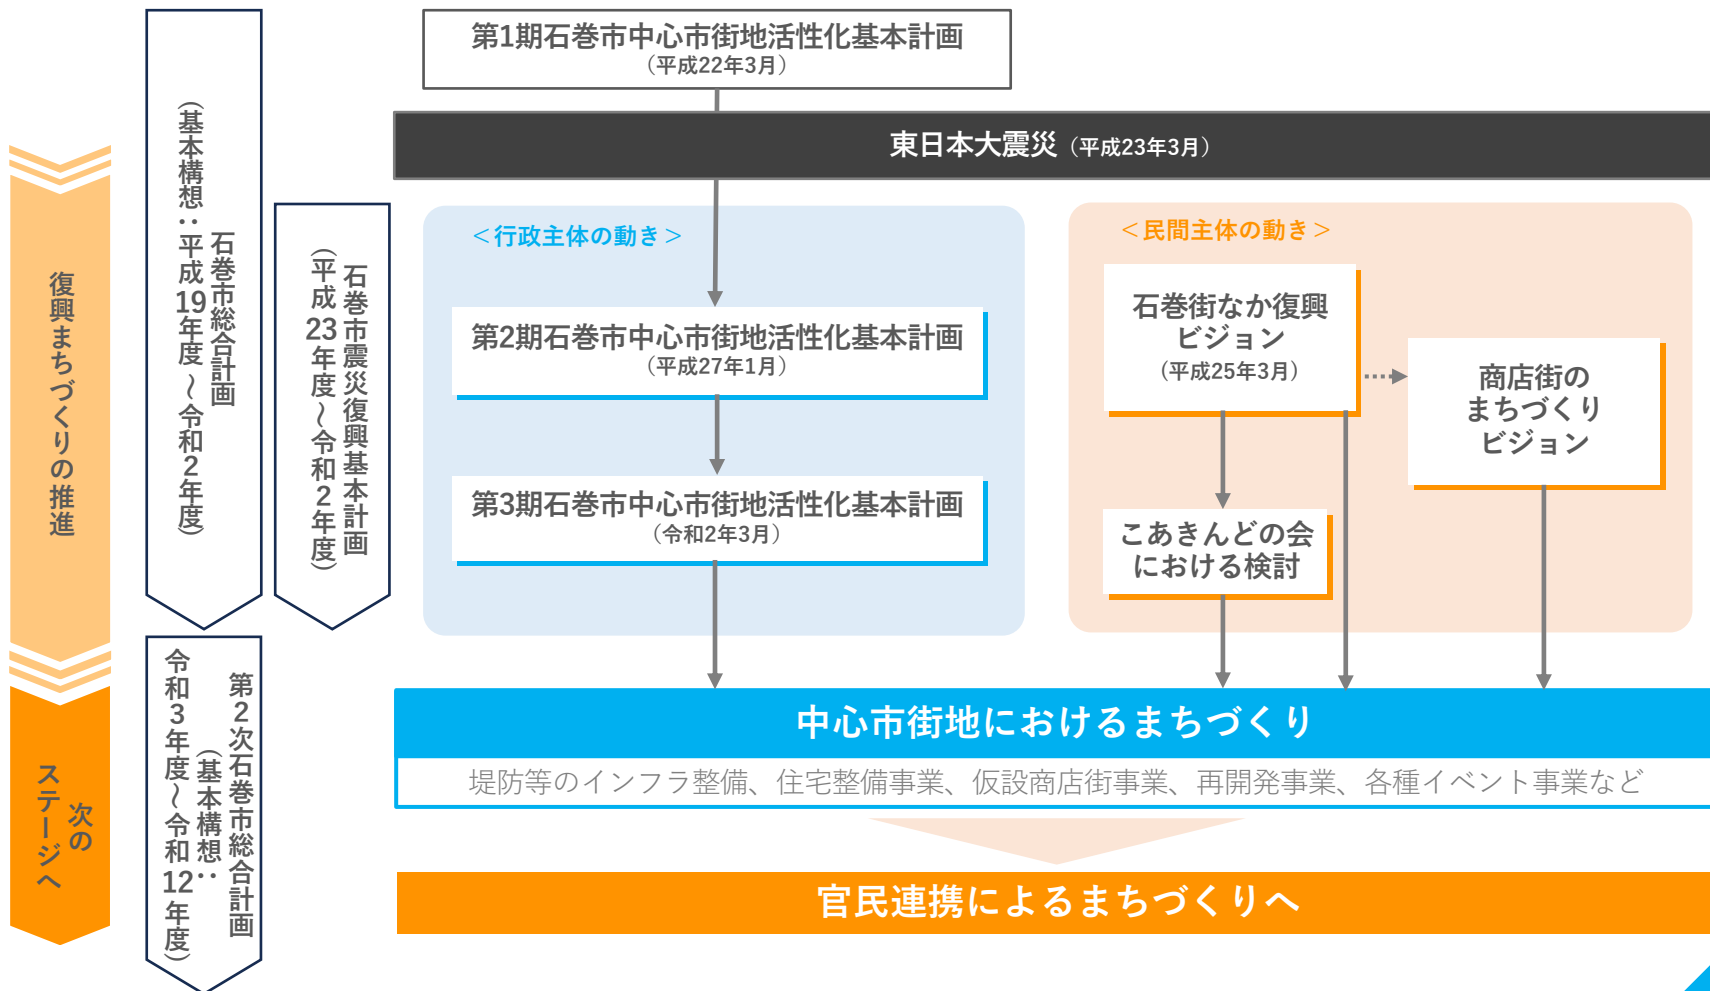 第1期石巻市中心市街地活性化基本計画
（平成22年3月）
東日本大震災（平成23年3月）
復興まちづくりの推進
次の
ステージへ
石巻市総合計画
（基本構想：平成19年度～令和2年度）
石巻市震災復興基本計画
（平成23年度～令和2年度）
第2次石巻市総合計画
（基本構想：
令和3年度～令和12年度）
＜行政主体の動き＞
第2期石巻市中心市街地活性化基本計画
（平成27年1月）
第3期石巻市中心市街地活性化基本計画
（令和2年3月）
＜民間主体の動き＞
石巻街なか復興
ビジョン
（平成25年3月）
商店街の
まちづくり
ビジョン
こあきんどの会
における検討
中心市街地におけるまちづくり
堤防等のインフラ整備、住宅整備事業、仮設商店街事業、再開発事業、各種イベント事業など
官民連携によるまちづくりへ